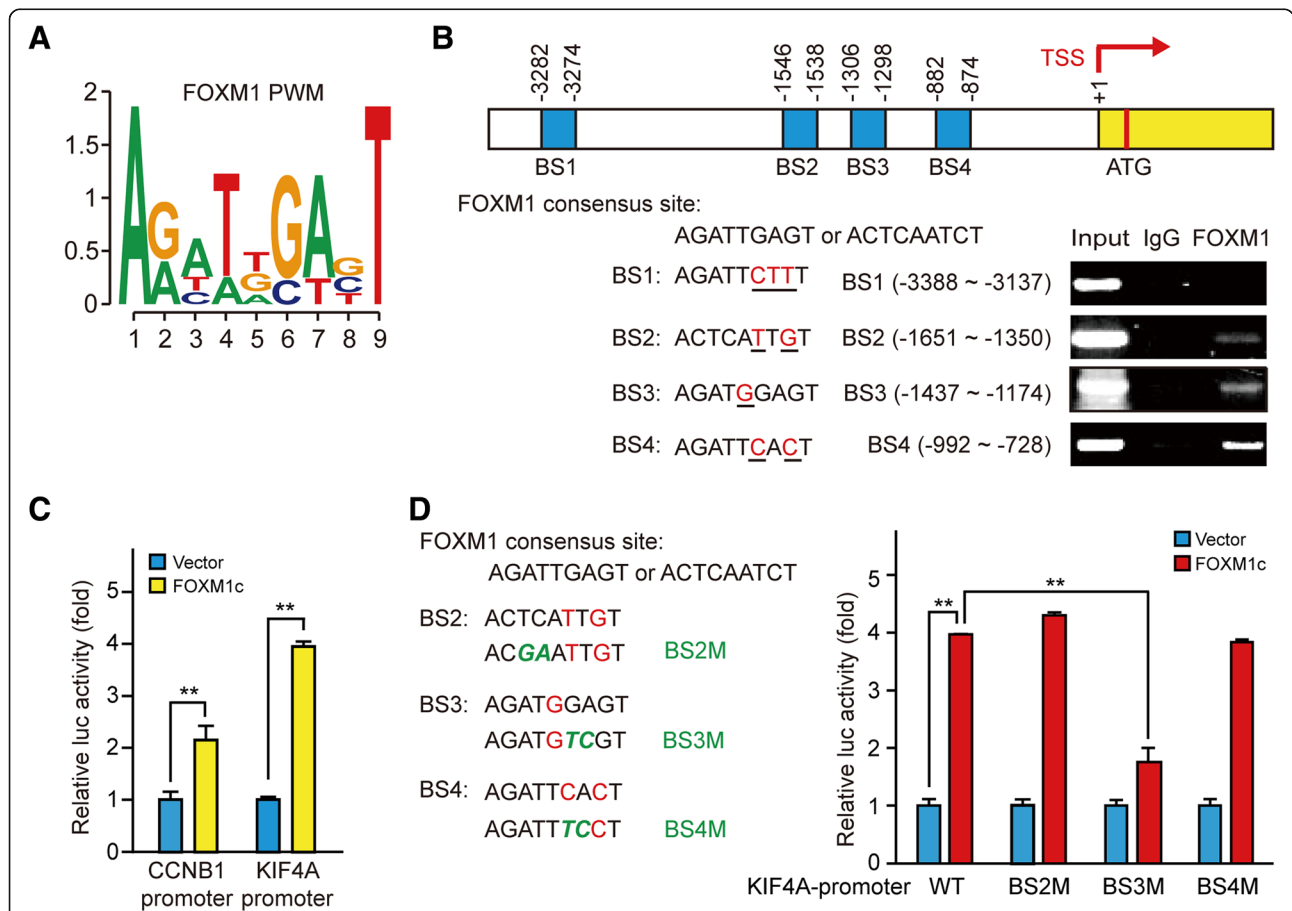 A
FOXM1 PWM
2
1.5
1
0.5
0
1 2 3 4 5 6 7 8 9
B
-3282
-3274
-1546
-1538
-1306
-1298
-882
-874
+1
TSS
BS1 BS2 BS3 BS4 ATG
FOXM1 consensus site:
AGATTGAGT or ACTCAATCT
Input IgG FOXM1
BS1: AGATTCTTT BS1 (-3388 ~ -3137)
BS2: ACTCATTGT BS2 (-1651 ~ -1350)
BS3: AGATGGAGT BS3 (-1437 ~ -1174)
BS4: AGATTCACT BS4 (-992 ~ -728)
C
Relative luc activity (fold)
5
4
3
2
1
0
Vector
FOXM1c
**
**
CCNB1 promoter
KIF4A promoter
D
FOXM1 consensus site:
AGATTGAGT or ACTCAATCT
BS2: ACTCATTGT
ACGAATTGT BS2M
BS3: AGATGGAGT
AGATGTCGT BS3M
BS4: AGATTCACT
AGATTTCCT BS4M
Relative luc activity (fold)
5
4
3
2
1
0
Vector
FOXM1c
**
**
KIF4A-promoter WT BS2M BS3M BS4M